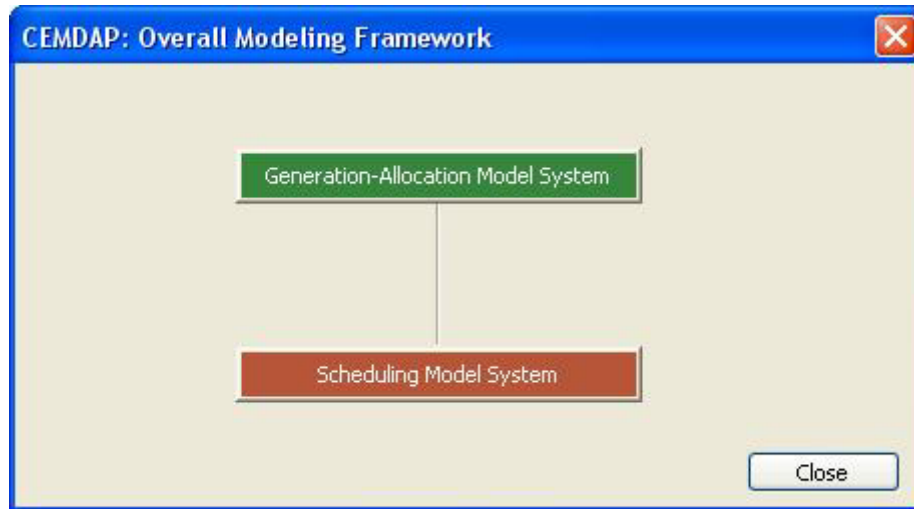 CEMDAP: Overall Modeling Framework
Generation-Allocation Model System
Scheduling Model System
Close